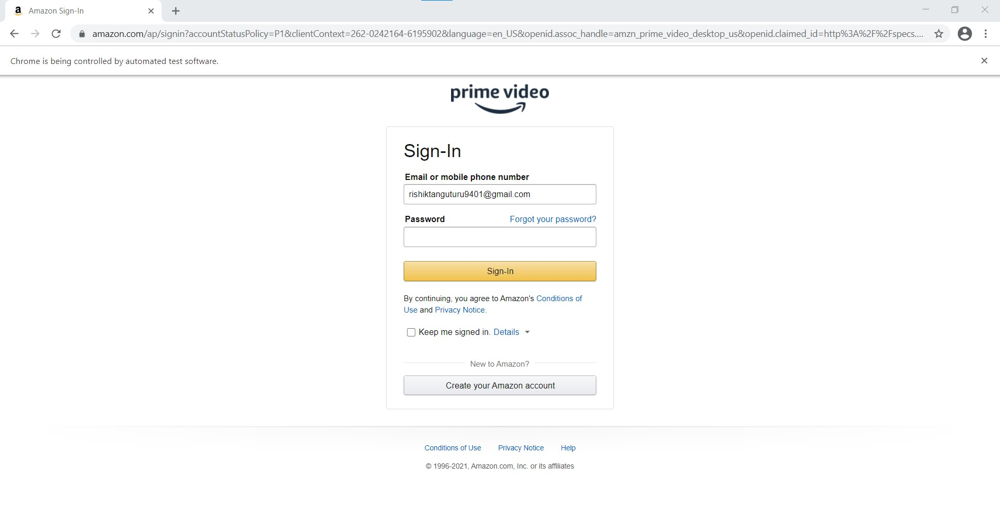 Amazon Sign-In
amazon.com/ap/signin?accountStatusPolicy=P1&clientContext=262-0242164-6195902&language=en_US&openid.assoc_handle=amzn_prime_video_desktop_us&openid.claimed_id=http%3A%2F%2Fspecs....
Chrome is being controlled by automated test software.
prime video
Sign-In
Email or mobile phone number
rishiktanguturu9401@gmail.com
Password Forgot your password?
Sign-In
By continuing, you agree to Amazon's Conditions of
Use and Privacy Notice.
Keep me signed in. Details
New to Amazon?
Create your Amazon account
Conditions of Use Privacy Notice Help
© 1996-2021, Amazon.com, Inc. or its affiliates